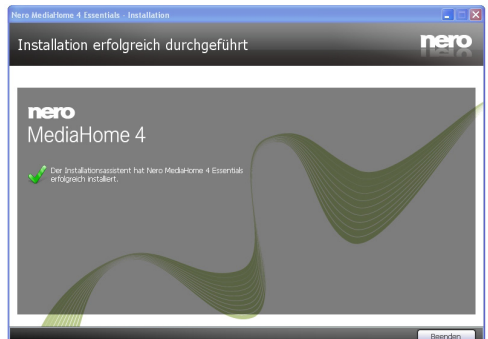 Nero MediaHome 4 Essentials - Installation
Installation erfolgreich durchgeführt
nero
nero
MediaHome 4
Der Installationsassistent hat Nero MediaHome 4 Essentials
erfolgreich installiert.
Beenden